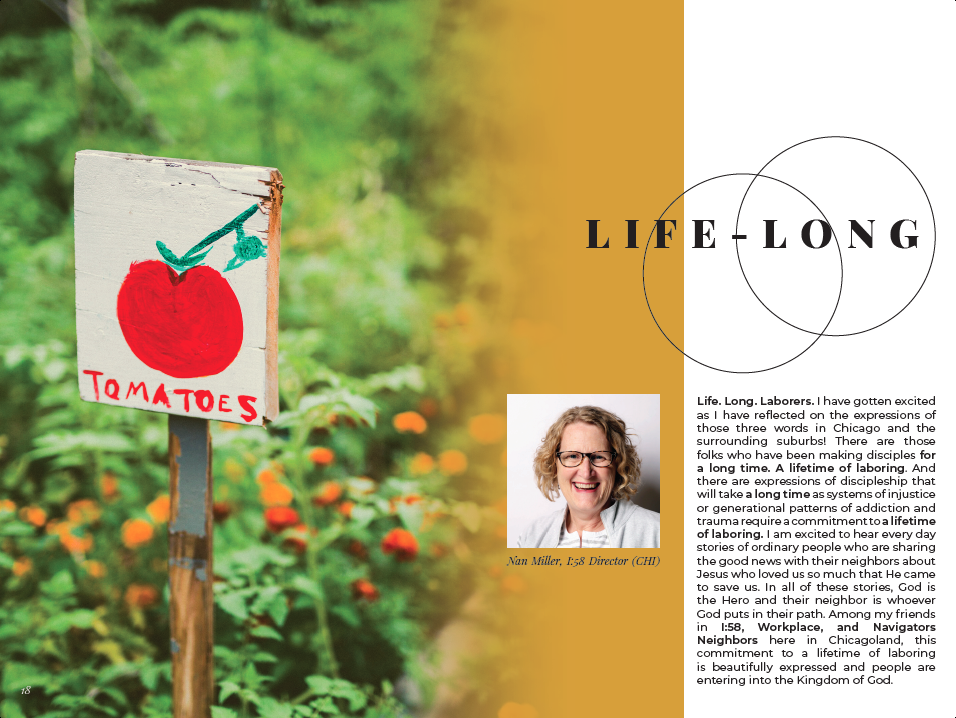 TOMATOES
LIFE-LONG
Nan Miller, I:58 Director (CHI)
Life. Long. Laborers. I have gotten excited
as I have reflected on the expressions of
those three words in Chicago and the
surrounding suburbs! There are those
folks who have been making disciples for
a long time. A lifetime of laboring. And
there are expressions of discipleship that
will take a long time as systems of injustice
or generational patterns of addiction and
trauma require a commitment to a lifetime
of laboring. I am excited to hear every day
stories of ordinary people who are sharing
the good news with their neighbors about
Jesus who loved us so much that He came
to save us. In all of these stories, God is
the Hero and their neighbor is whoever
God puts in their path. Among my friends
in I:58, Workplace, and Navigators
Neighbors here in Chicagoland, this
commitment to a lifetime of laboring
is beautifully expressed and people are
entering into the Kingdom of God.
18